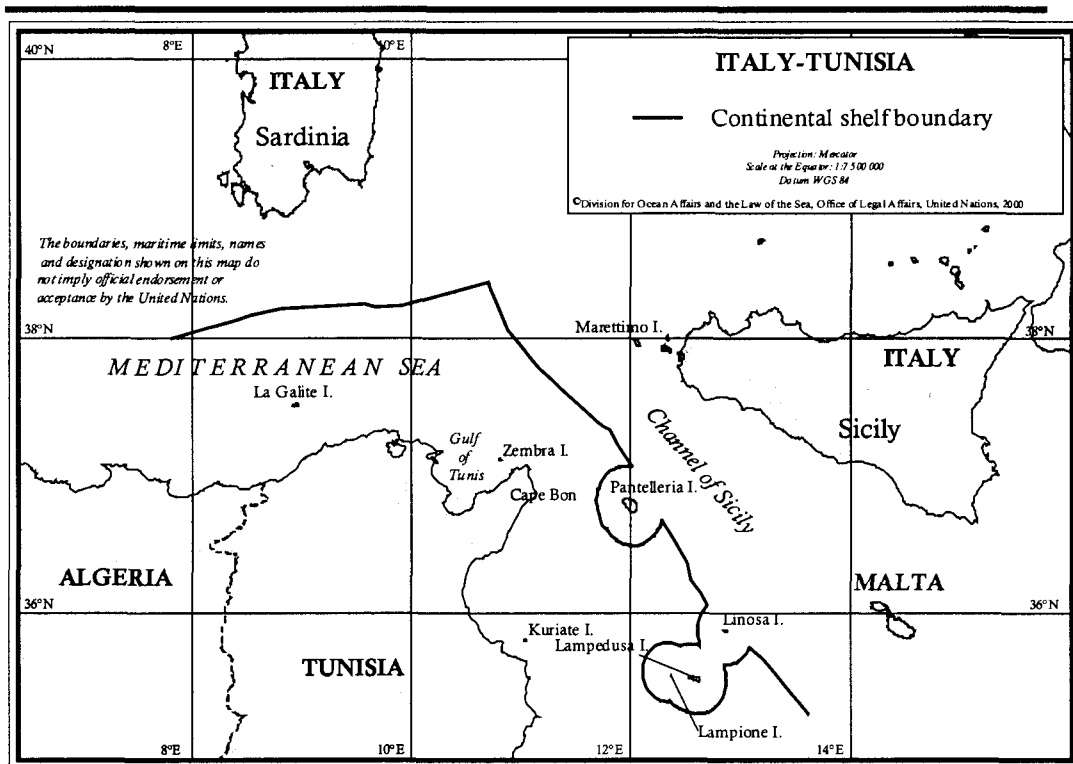 8°E
10°E
40°N
ITALY
Sardinia
ITALY-TUNISIA
Continental shelf boundary
Projection: Mercator
Scale at the Equator: 1:7 500 000
Datum WGS 84
©Division for Ocean Affairs and the Law of the Sea, Office of Legal Affairs, United Nations, 2000
The boundaries, maritime limits, names
and designation shown on this map do
not imply official endorsement or
acceptance by the United Nations.
38°N
Marettimo I.
38°N
MEDITERRANEAN SEA
ITALY
La Galite I.
Sicily
Channel of Sicily
Gulf
of
Tunis
Zembra I.
Cape Bon
Pantelleria I.
ALGERIA
MALTA
36°N
36°N
Kuriate I.
Linosa I.
Lampedusa I.
TUNISIA
Lampione I.
8°E
10°E
12°E
14°E